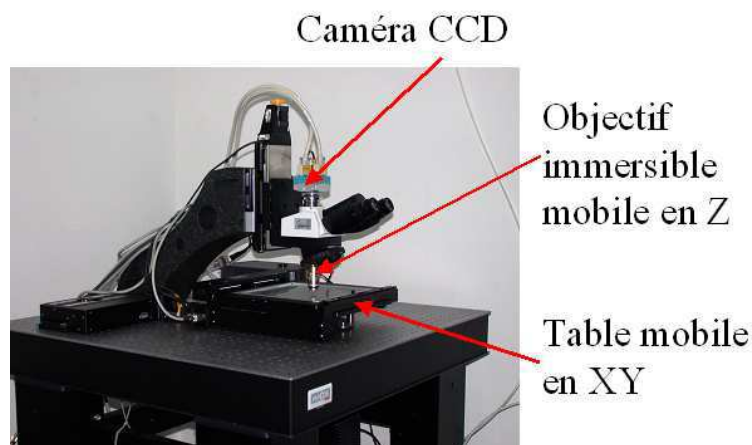 Caméra CCD
Objectif
immersible
mobile en Z
Table mobile
en XY